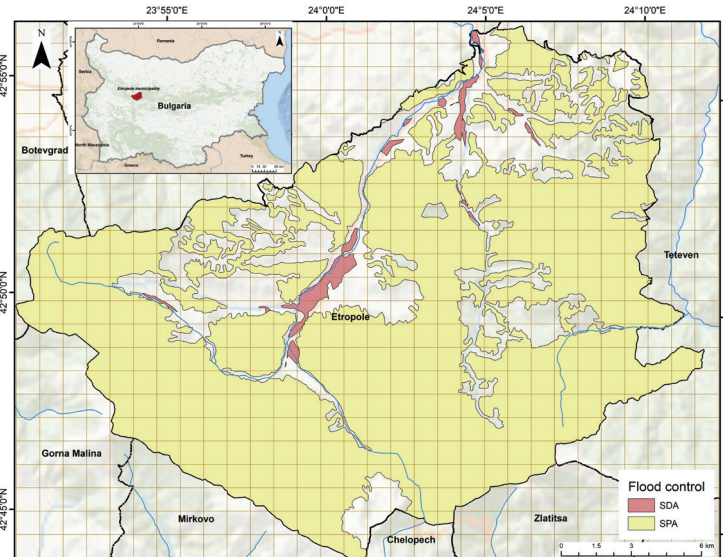 23°55'0"E 24°0'0"E 24°5'0"E 24°10'0"E
N
N
Romania
Serbia
Etropole municipality
Bulgaria
North Macedonia
Turkey
Greece
42°55'0"N
Botevgrad
Teteven
42°50'0"N
Etropole
Gorna Malina
Mirkovo
Chelopech
Zlatitsa
42°45'0"N
Flood control
SDA
SPA
0 1.5 3 6 km